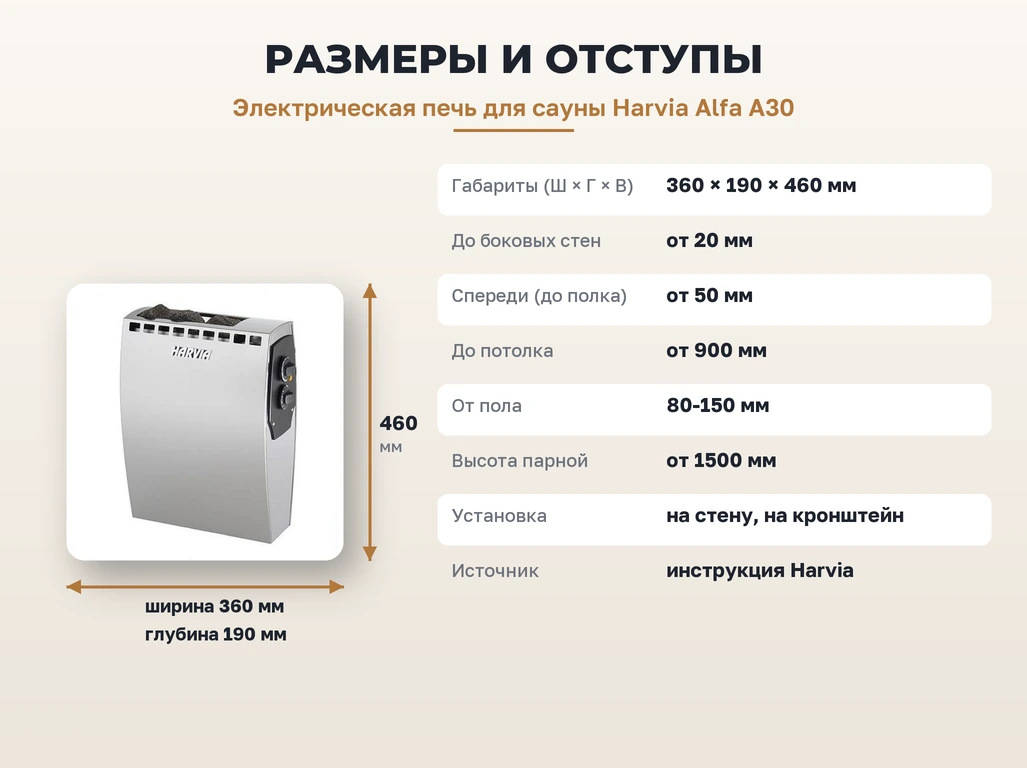 РАЗМЕРЫ И ОТСТУПЫ
Электрическая печь для сауны Harvia Alfa A30
Габариты (Ш × Г × В) 360 × 190 × 460 мм
До боковых стен от 20 мм
Спереди (до полка) от 50 мм
До потолка от 900 мм
От пола 80-150 мм
Высота парной от 1500 мм
Установка на стену, на кронштейн
Источник инструкция Harvia
HARVIA
460
мм
ширина 360 мм
глубина 190 мм